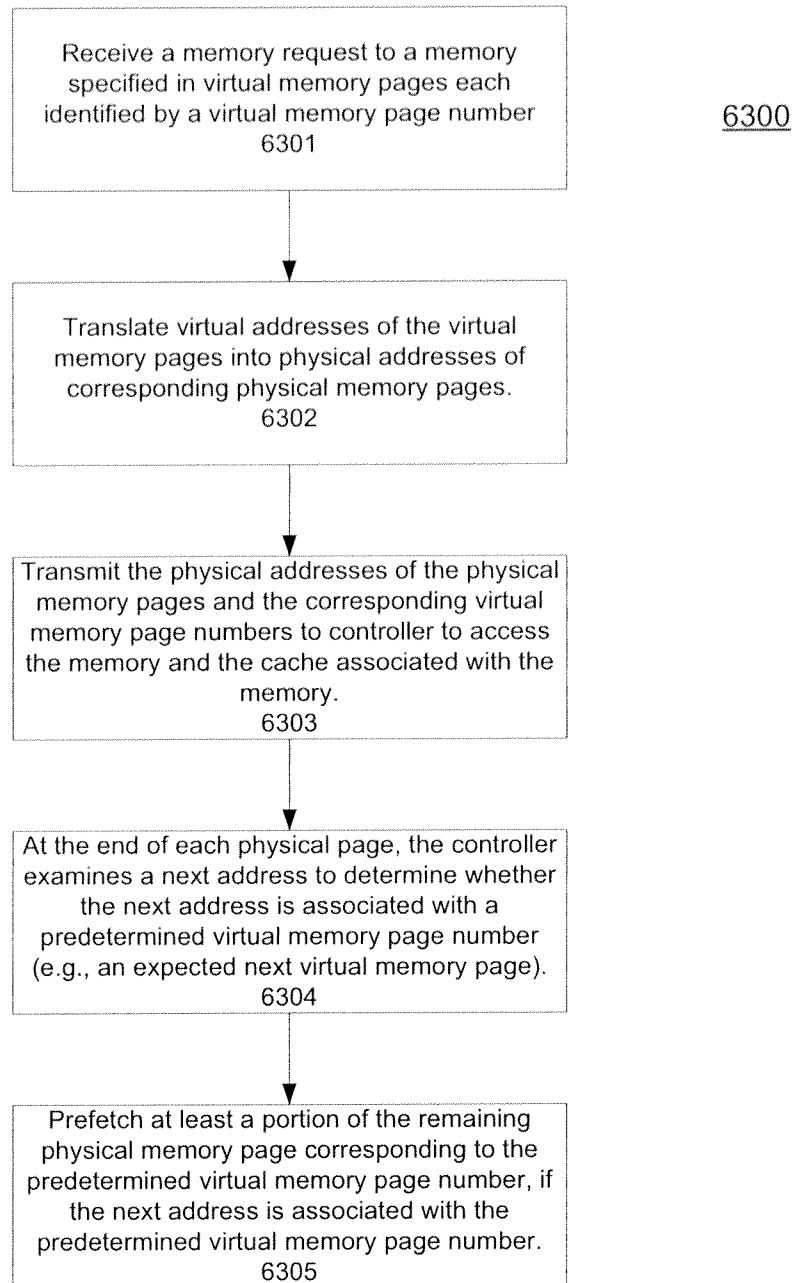 Receive a memory request to a memory
specified in virtual memory pages each
identified by a virtual memory page number
6301
6300
Translate virtual addresses of the virtual
memory pages into physical addresses of
corresponding physical memory pages.
6302
Transmit the physical addresses of the physical
memory pages and the corresponding virtual
memory page numbers to controller to access
the memory and the cache associated with the
memory.
6303
At the end of each physical page, the controller
examines a next address to determine whether
the next address is associated with a
predetermined virtual memory page number
(e.g., an expected next virtual memory page).
6304
Prefetch at least a portion of the remaining
physical memory page corresponding to the
predetermined virtual memory page number, if
the next address is associated with the
predetermined virtual memory page number.
6305